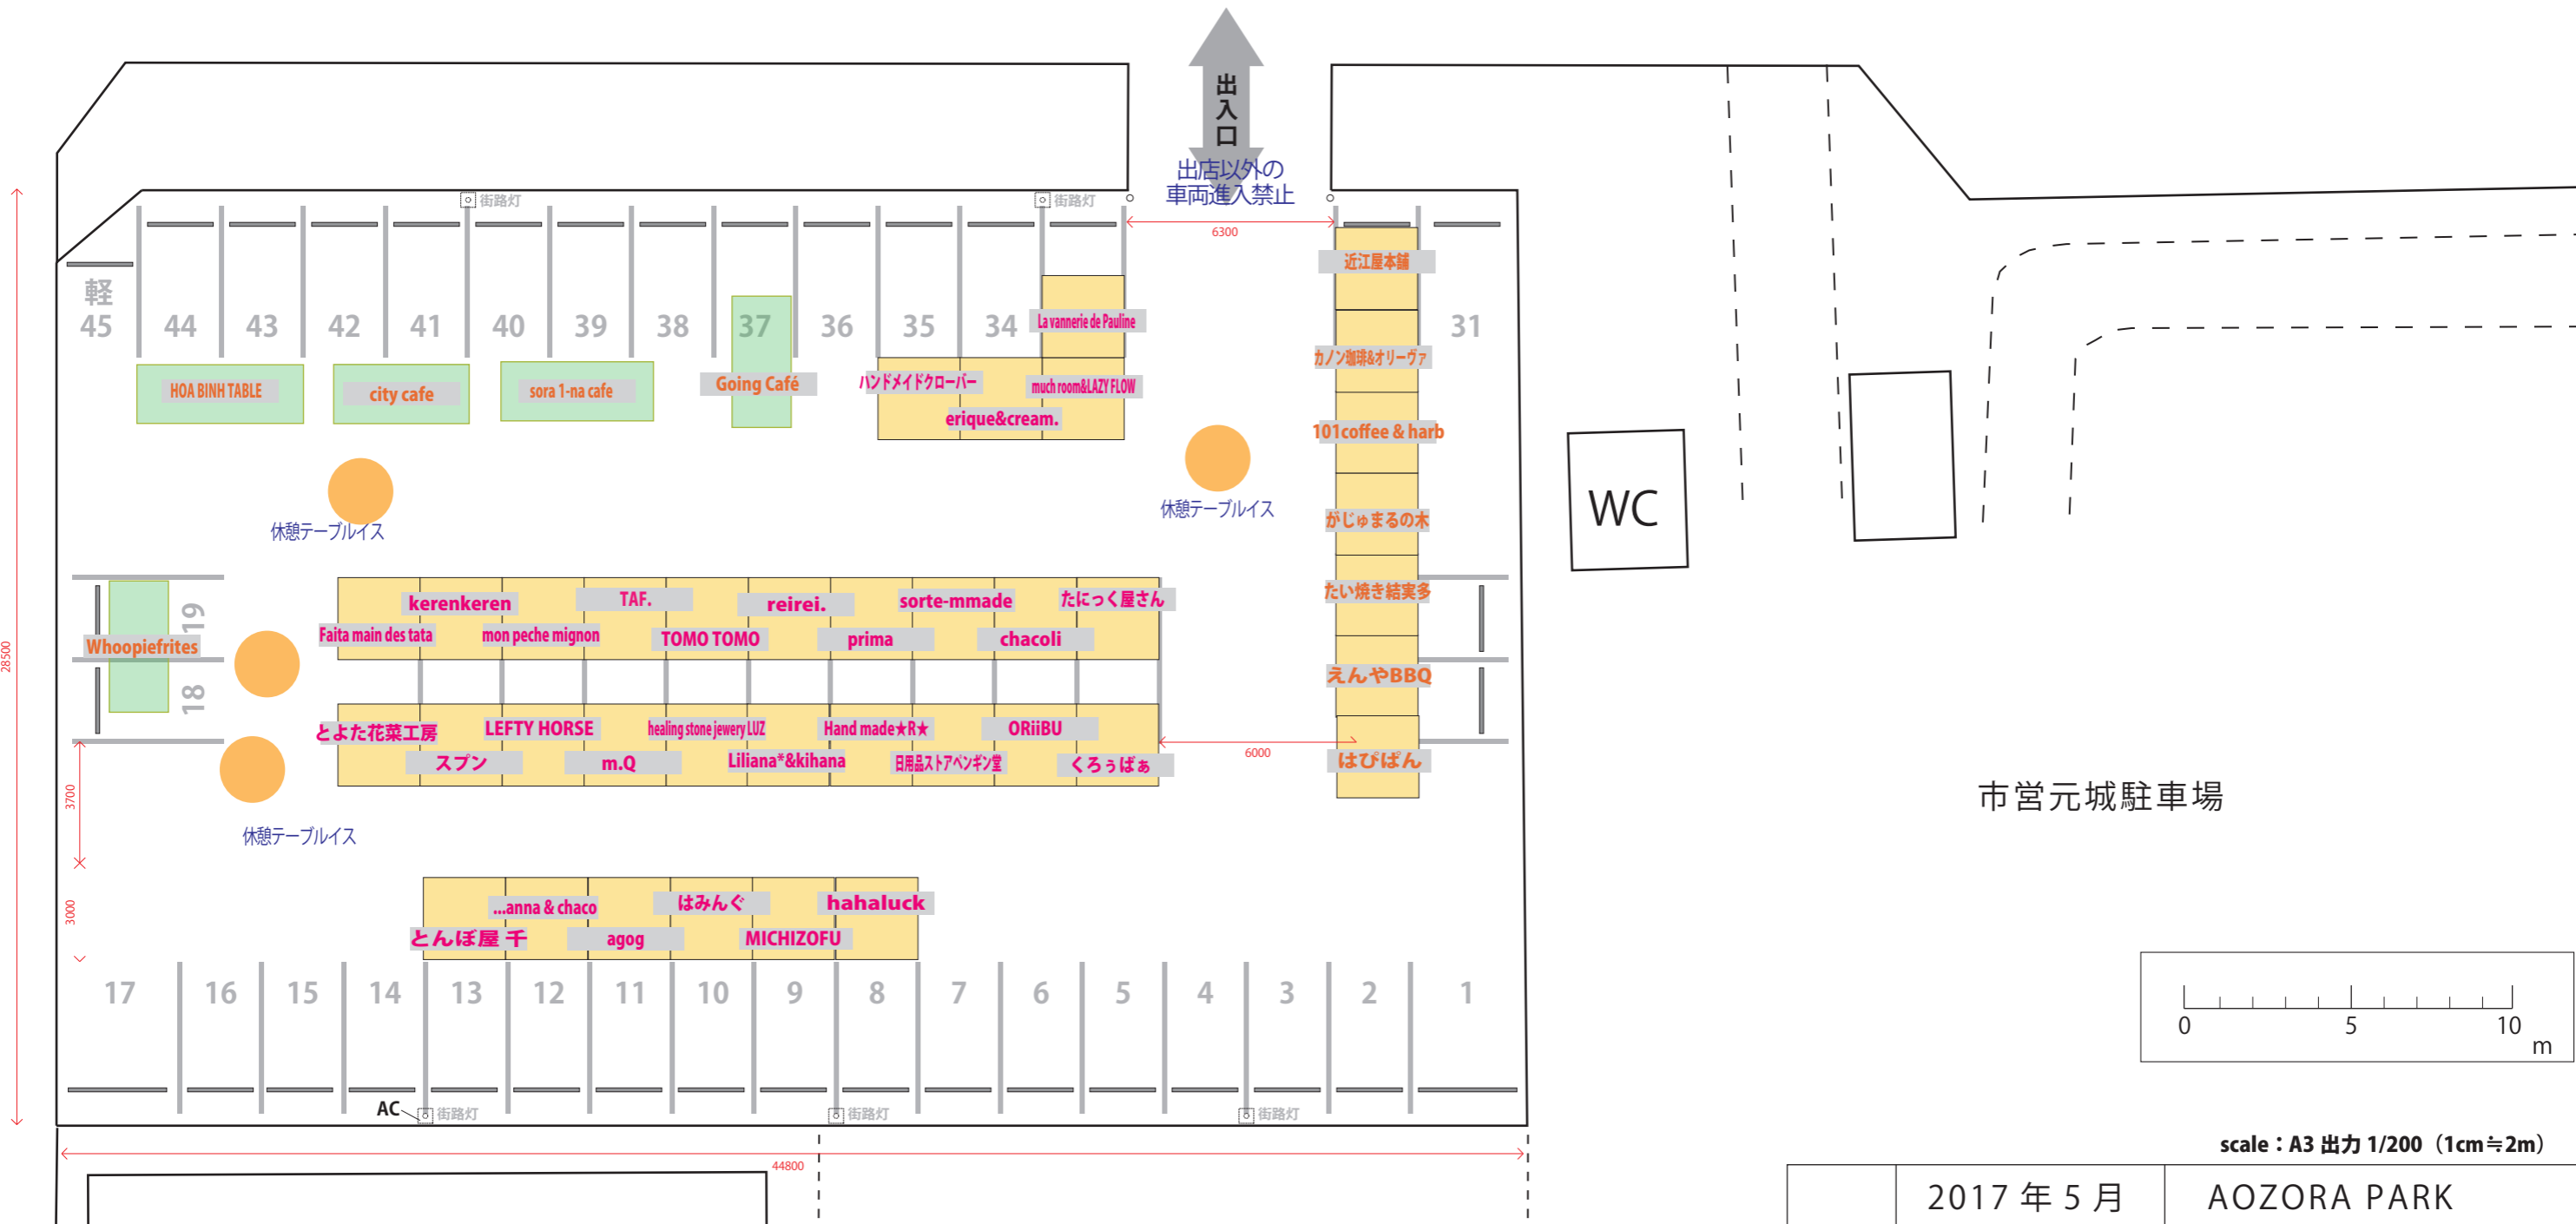 出入口
出店以外の
車両進入禁止
街路灯
街路灯
6300
軽
45
44
43
42
41
40
39
38
37
36
35
34
31
HOA BINH TABLE
city cafe
sora 1-na cafe
Going Café
ハンドメイドクローバー
erique&cream.
La vannerie de Pauline
much room&LAZY FLOW
近江屋本舗
カノン珈琲&オリーヴァ
101coffee & harb
がじゅまるの木
たい焼き結実多
えんやBBQ
はぴぱん
休憩テーブルイス
休憩テーブルイス
WC
28500
19
18
Whoopiefrites
kerenkeren
TAF.
reirei.
sorte-mmade
たにっく屋さん
Faita main des tata
mon peche mignon
TOMO TOMO
prima
chacoli
とよた花菜工房
LEFTY HORSE
healing stone jewery LUZ
Hand made★R★
ORiiBU
スプン
m.Q
Liliana*&kihana
日用品ストアペンギン堂
くろぅばぁ
6000
3700
3000
休憩テーブルイス
市営元城駐車場
...anna & chaco
はみんぐ
hahaluck
とんぼ屋 千
agog
MICHIZOFU
17
16
15
14
13
12
11
10
9
8
7
6
5
4
3
2
1
AC
街路灯
街路灯
街路灯
44800
0
5
10
m
scale：A3 出力 1/200（1cm≒2m）
2017 年 5 月
AOZORA PARK